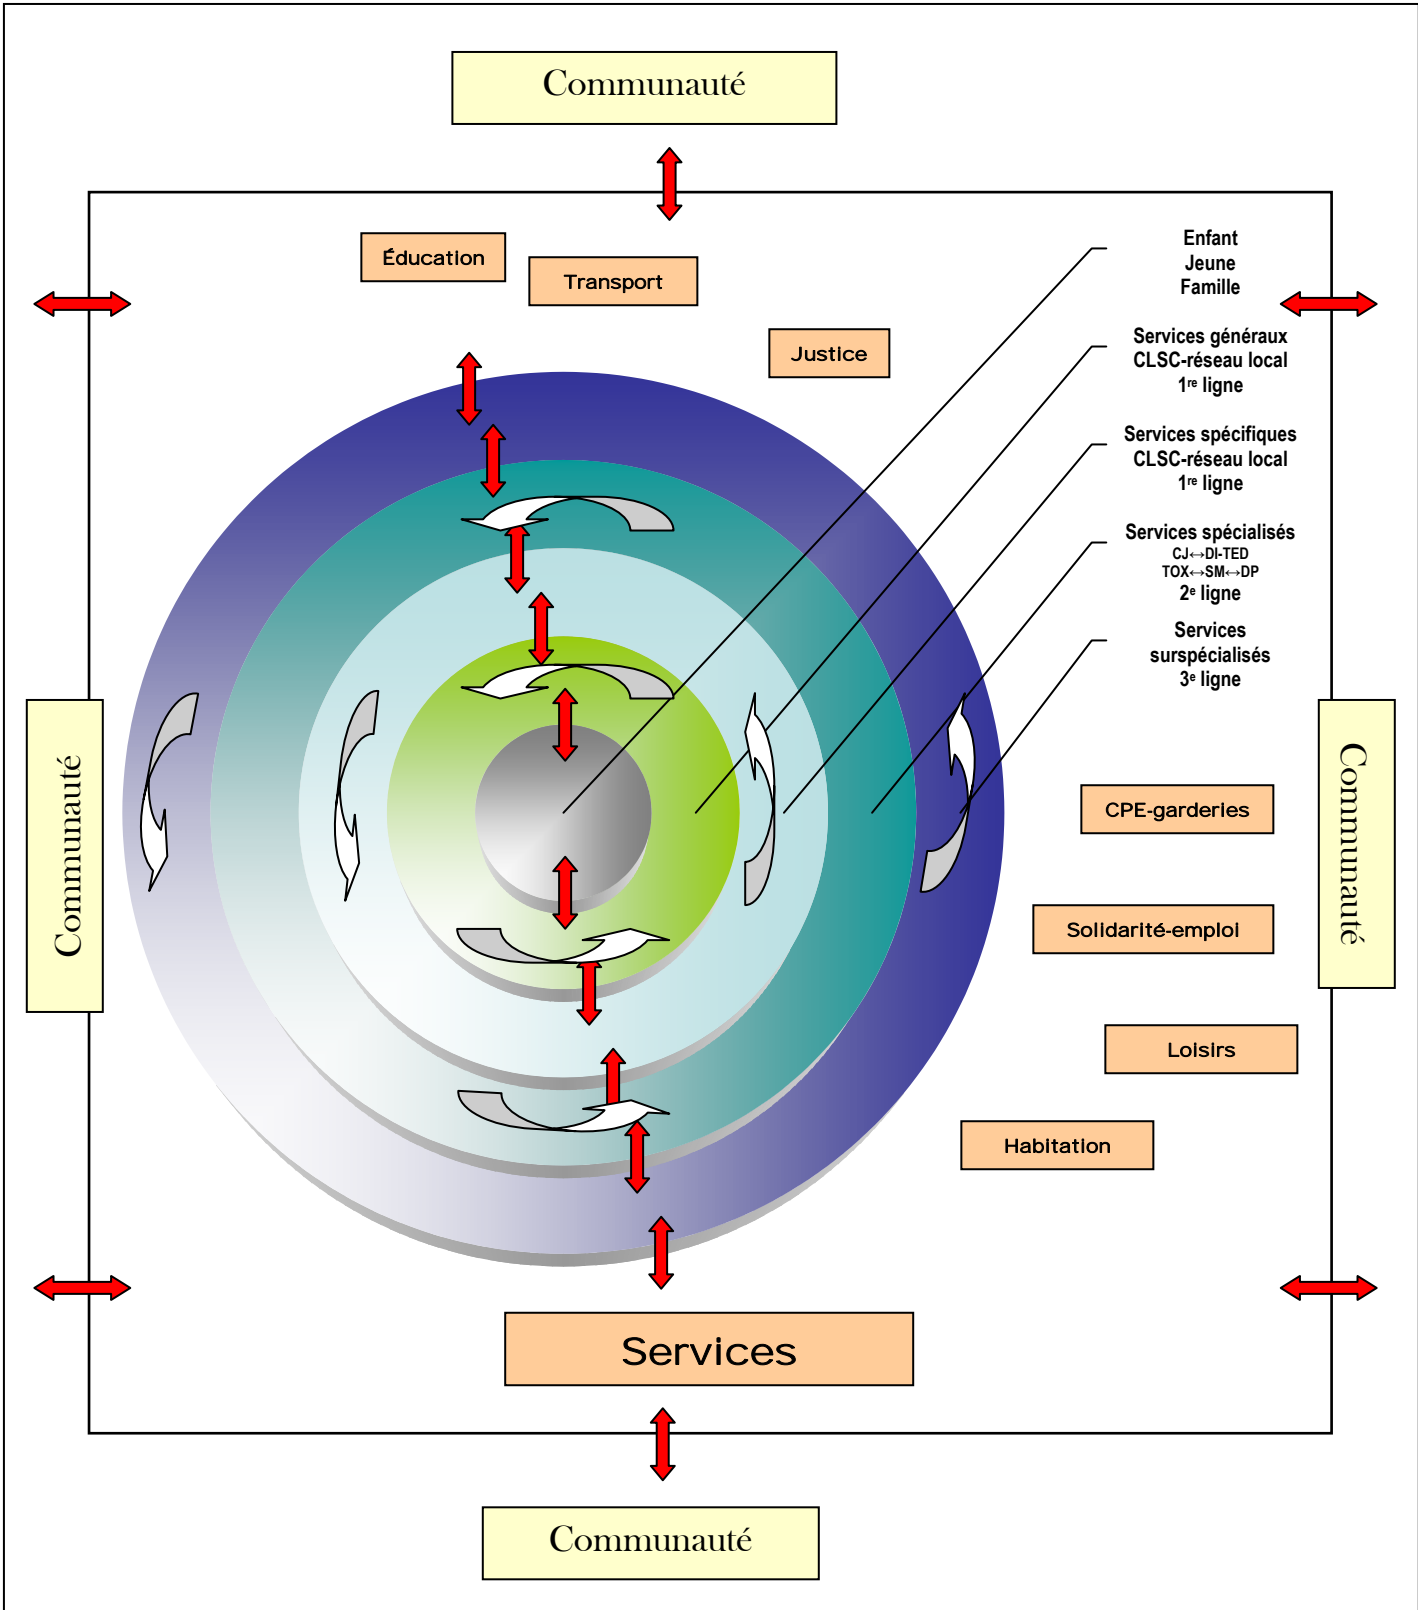 Communauté
Éducation
Transport
Justice
Enfant
Jeune
Famille
Services généraux
CLSC-réseau local
1re ligne
Services spécifiques
CLSC-réseau local
1re ligne
Services spécialisés
CJ↔DI-TED
TOX↔SM↔DP
2e ligne
Services
surspécialisés
3e ligne
Communauté
Communauté
CPE-garderies
Solidarité-emploi
Loisirs
Habitation
Services
Communauté